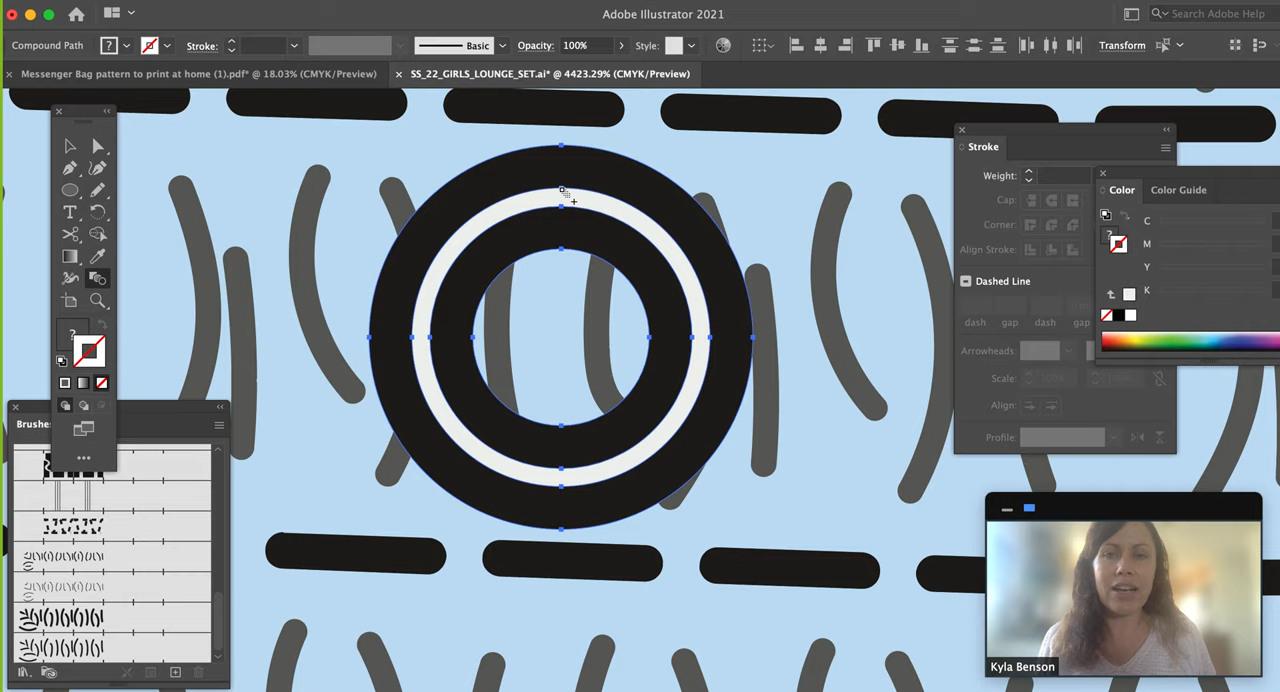 Adobe Illustrator 2021
Search Adobe Help
Compound Path
?
Stroke:
Basic
Opacity:
100%
Style:
Transform
Messenger Bag pattern to print at home (1).pdf* @ 18.03% (CMYK/Preview)
SS_22_GIRLS_LOUNGE_SET.ai* @ 4423.29% (CMYK/Preview)
Stroke
Weight:
Cap:
Corner:
Align Stroke:
Dashed Line
dash
gap
dash
gap
Arrowheads:
Scale:
100%
Align:
Profile:
Color
Color Guide
?
C
M
Y
K
T
?
Brushes
Kyla Benson